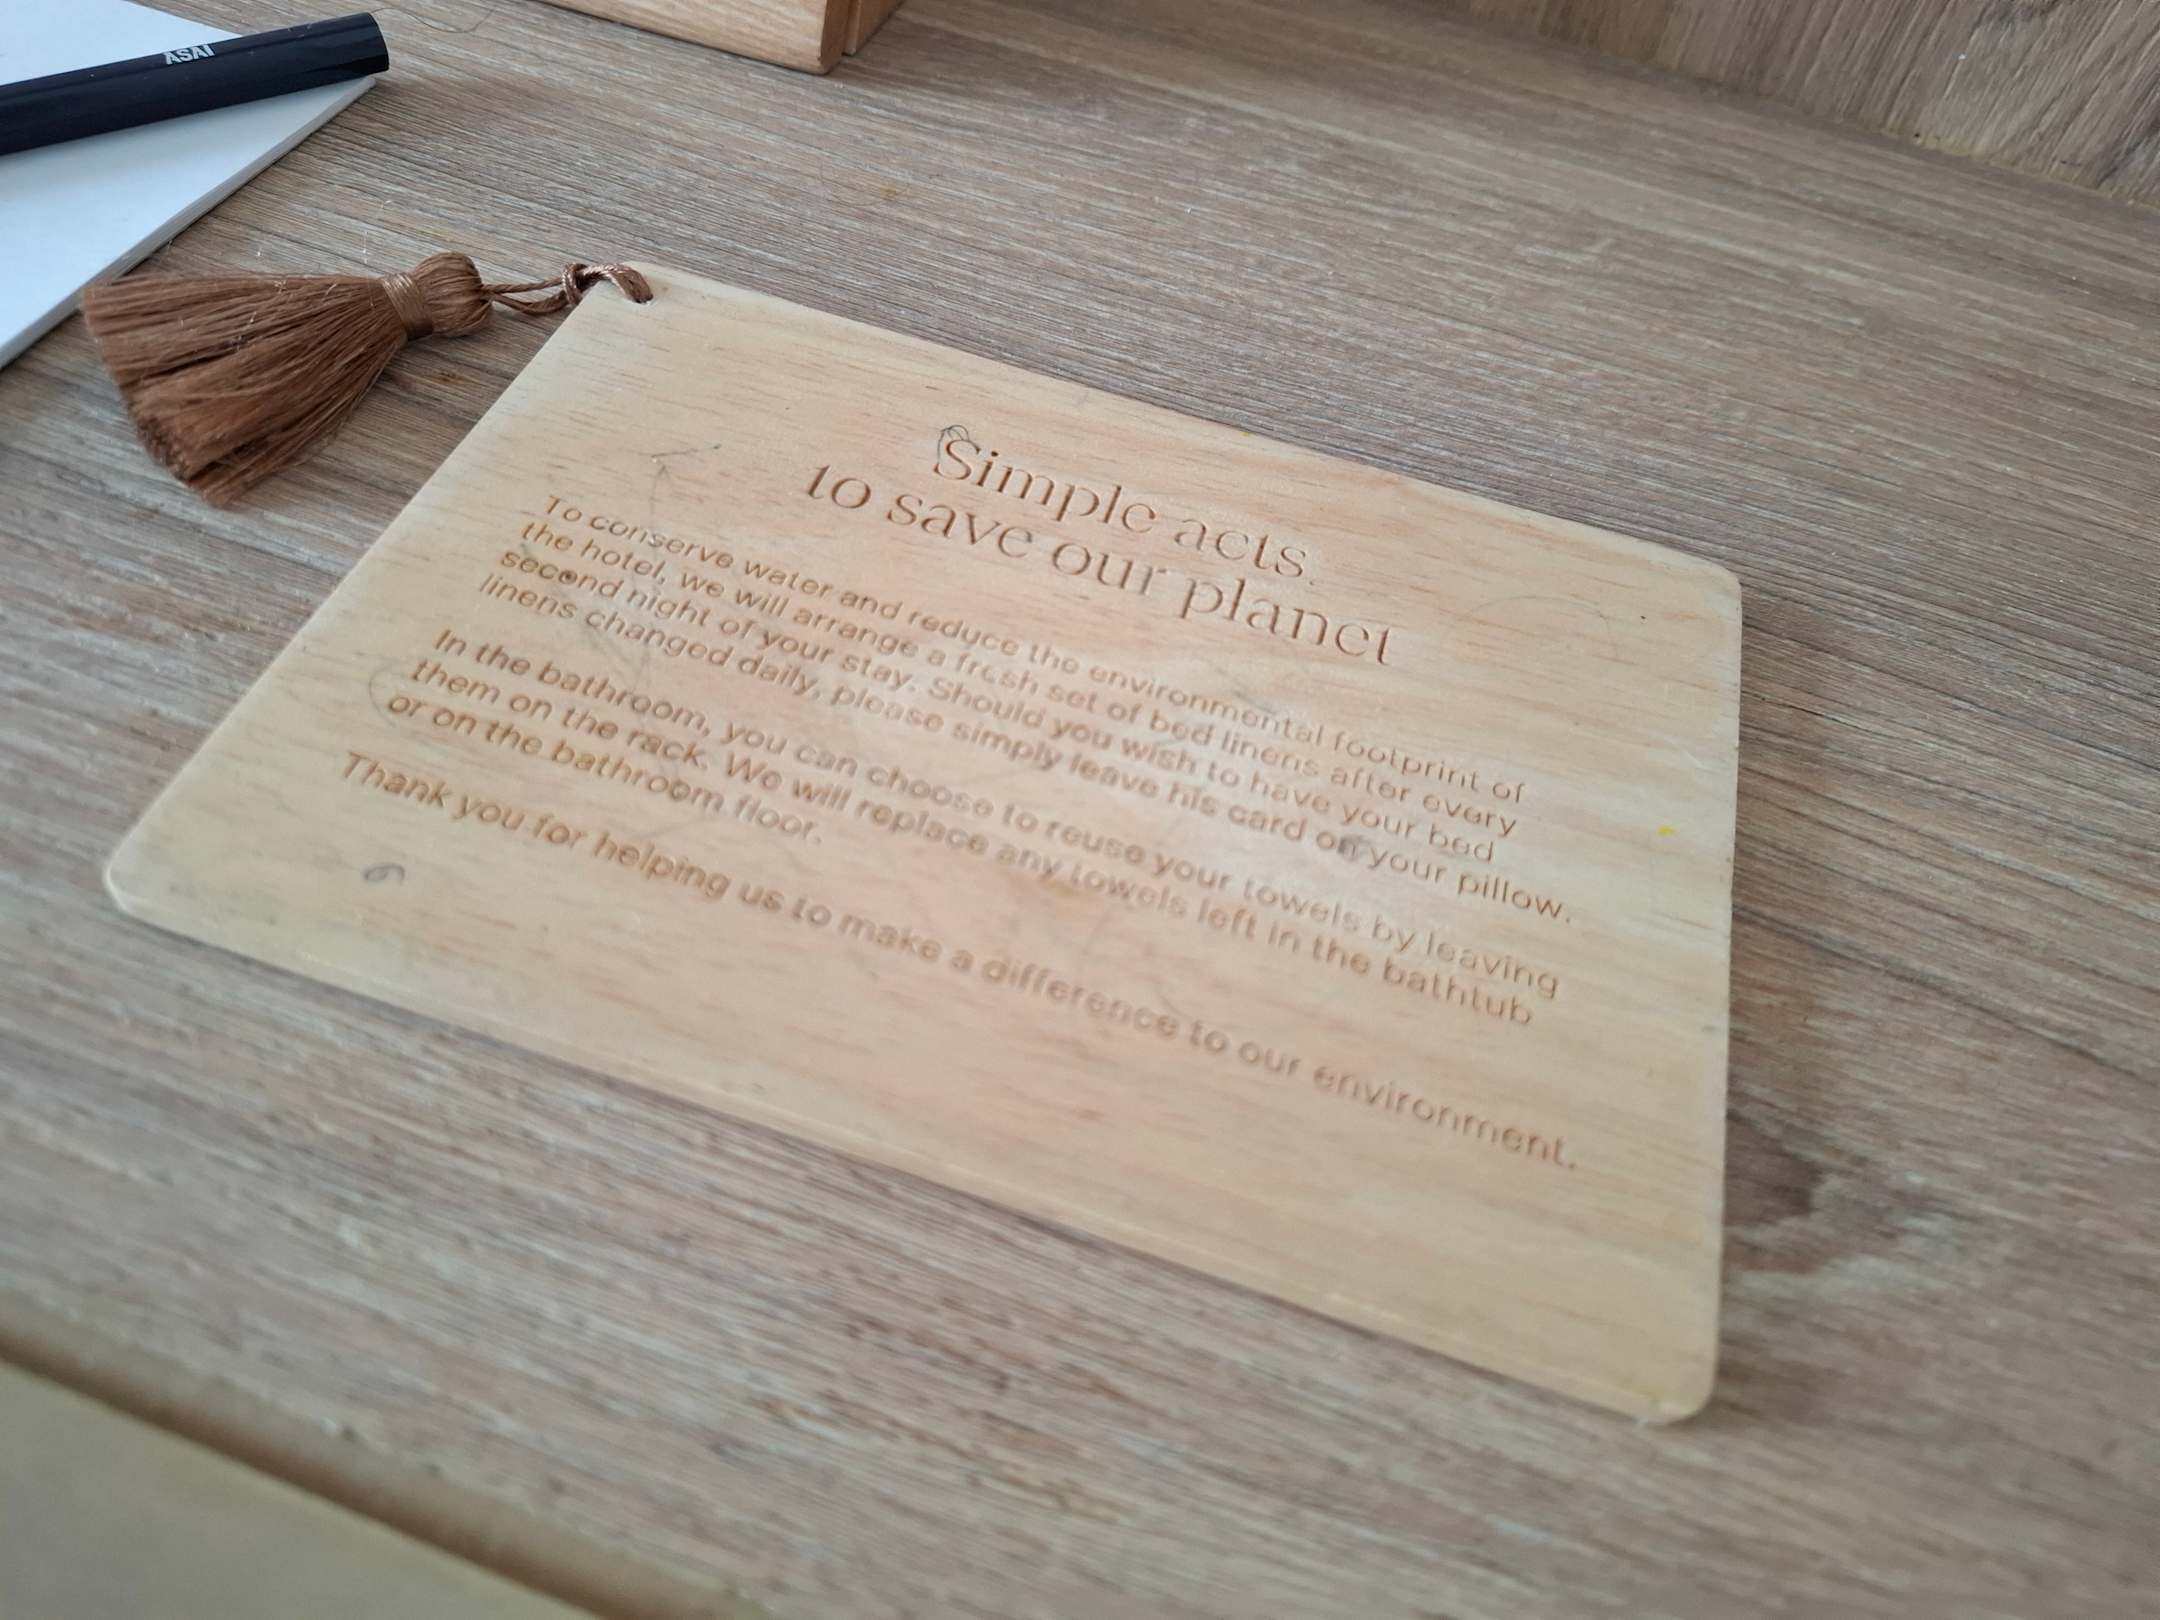 ASAI
Simple acts.
to save our planet
To conserve water and reduce the environmental footprint of
the hotel, we will arrange a fresh set of bed linens after every
second night of your stay. Should you wish to have your bed
linens changed daily, please simply leave his card on your pillow.
In the bathroom, you can choose to reuse your towels by leaving
them on the rack. We will replace any towels left in the bathtub
or on the bathroom floor.
Thank you for helping us to make a difference to our environment.